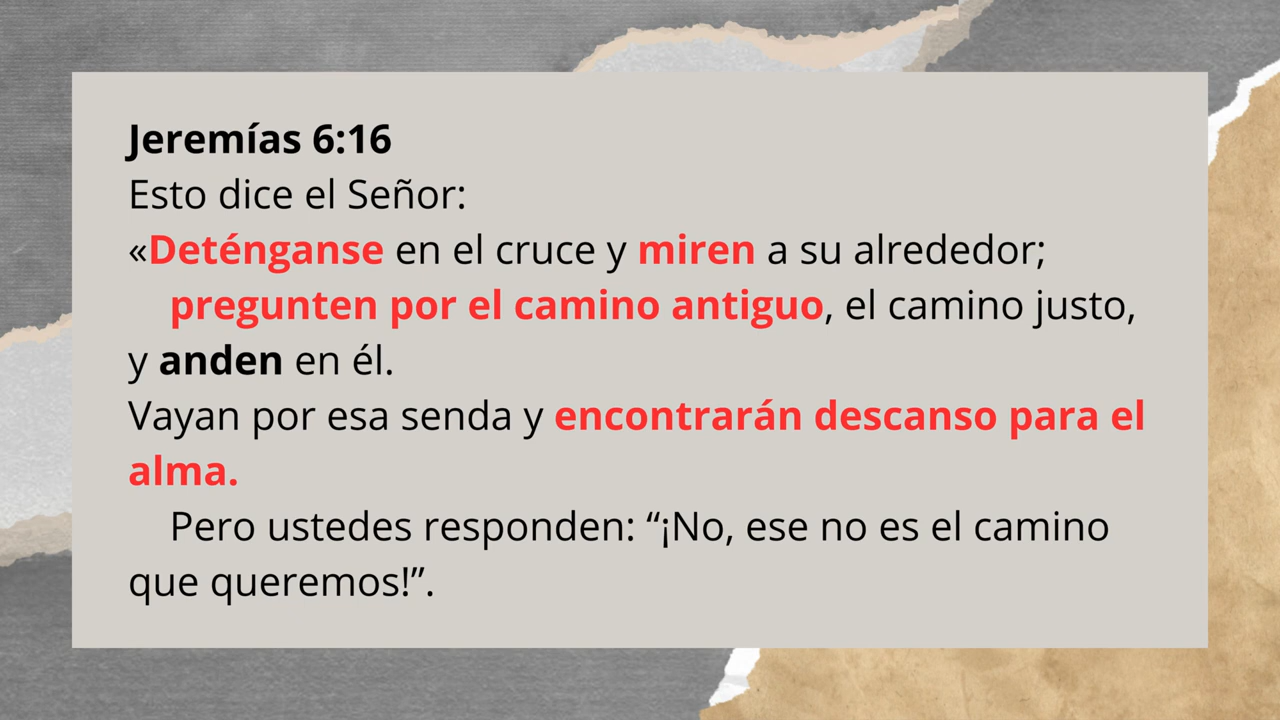 Jeremías 6:16
Esto dice el Señor:
«Deténganse en el cruce y miren a su alrededor;
pregunten por el camino antiguo, el camino justo,
y anden en él.
Vayan por esa senda y encontrarán descanso para el
alma.
Pero ustedes responden: “¡No, ese no es el camino
que queremos!”.